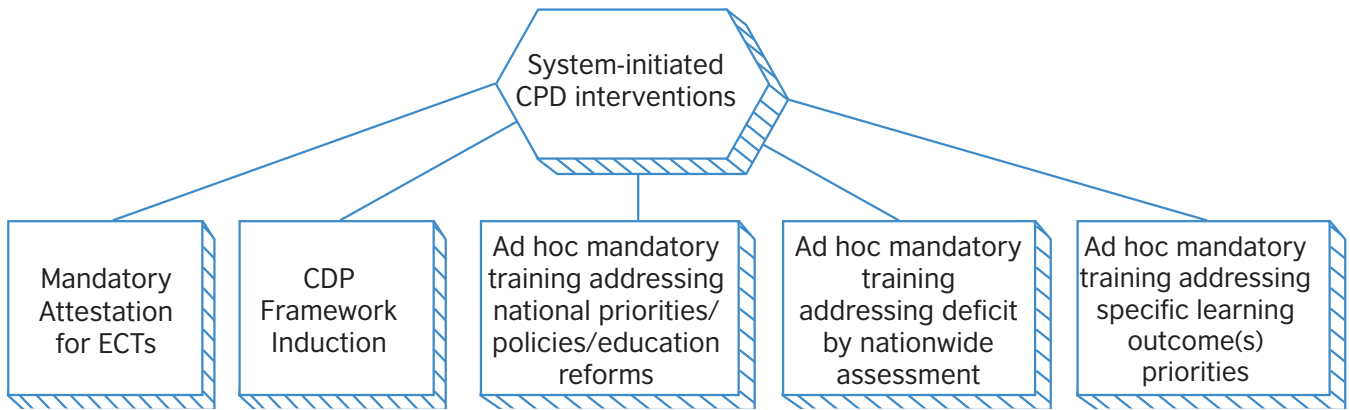 System-initiated
CPD interventions
Mandatory
Attestation
for ECTs
CDP
Framework
Induction
Ad hoc mandatory
training addressing
national priorities/
policies/education
reforms
Ad hoc mandatory
training
addressing deficit
by nationwide
assessment
Ad hoc mandatory
training addressing
specific learning
outcome(s)
priorities